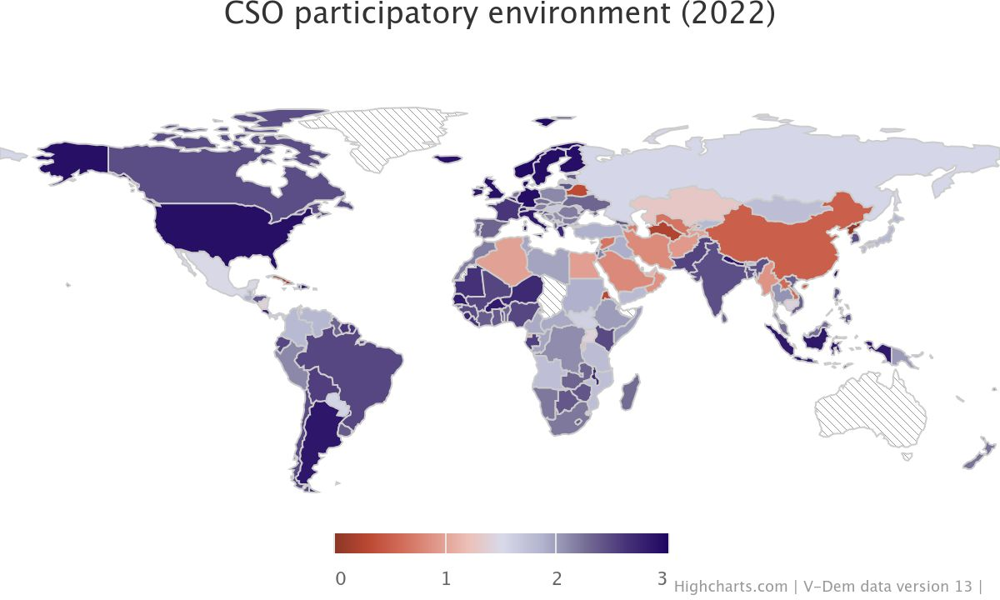 CSO participatory environment (2022)
0 1 2 3
Highcharts.com | V-Dem data version 13 |